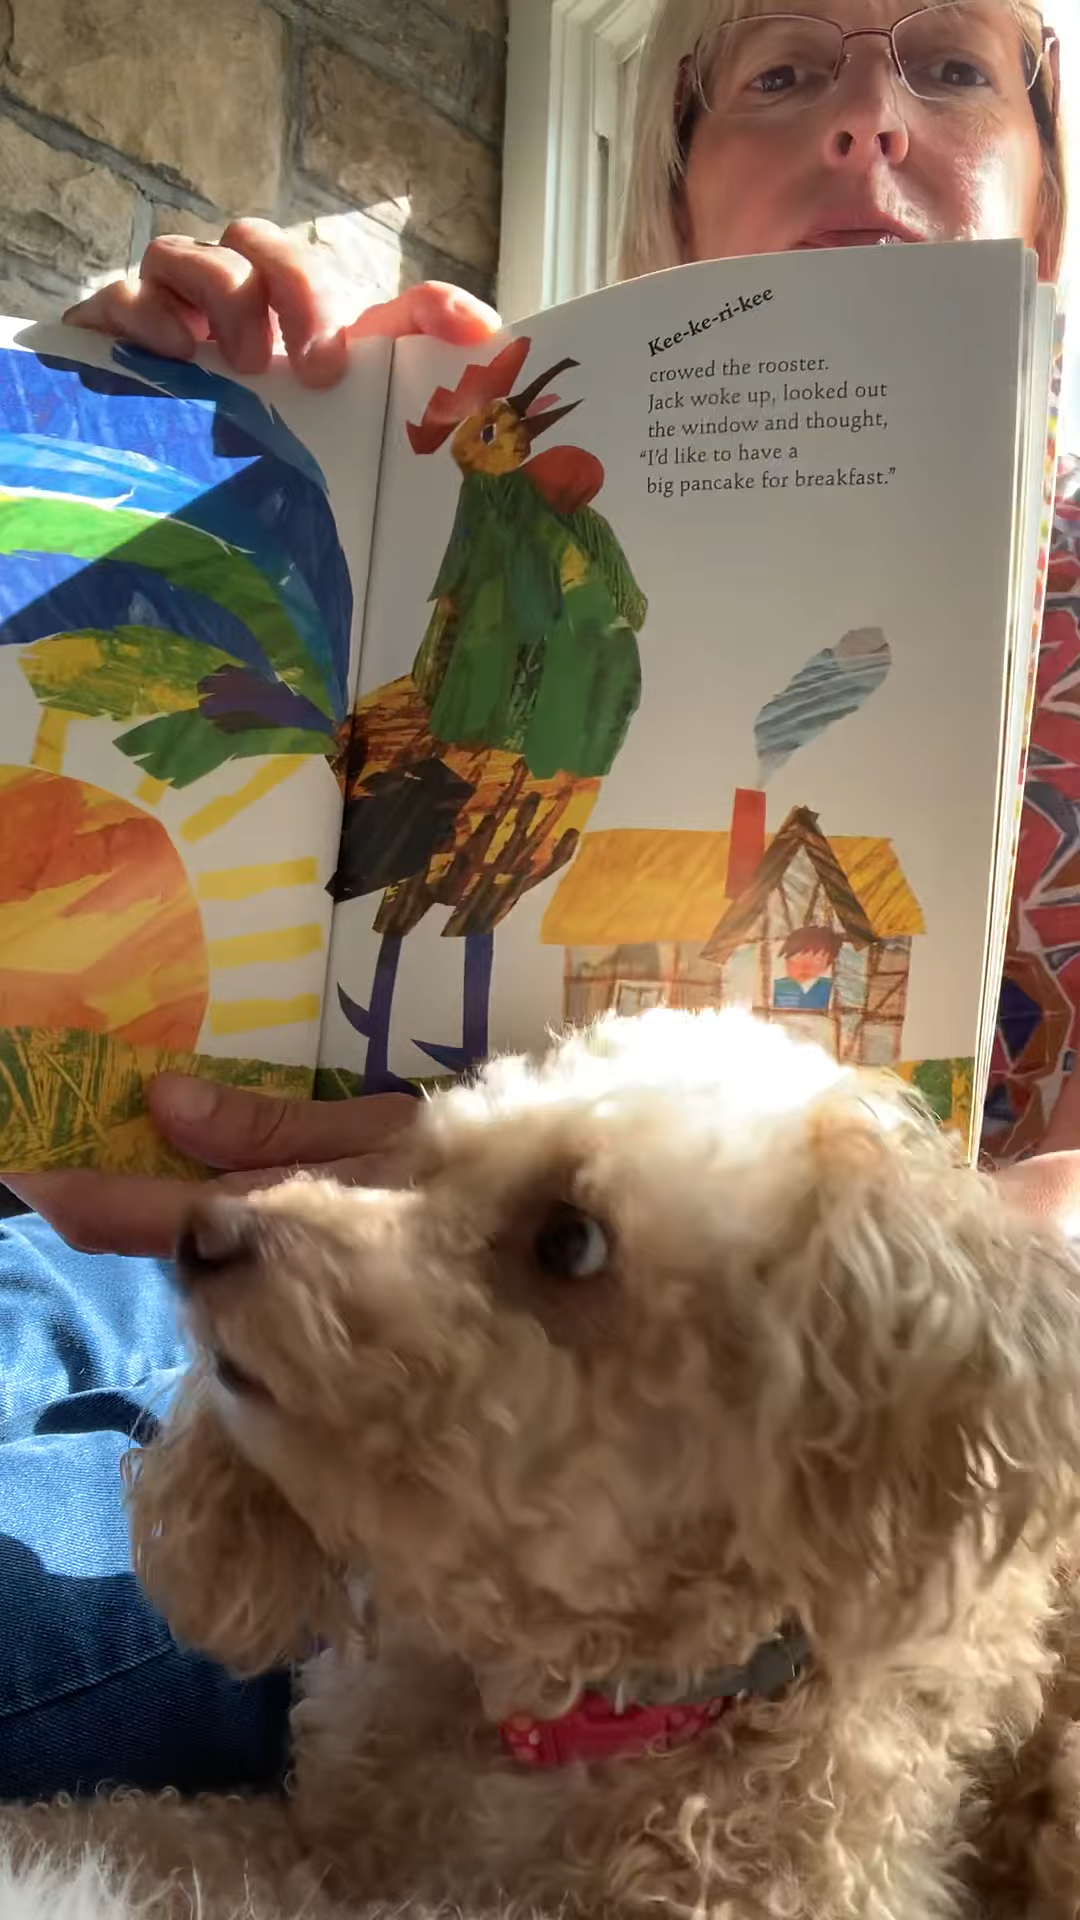 Kee-ke-ri-kee
crowed the rooster.
Jack woke up, looked out
the window and thought,
“I’d like to have a
big pancake for breakfast.”